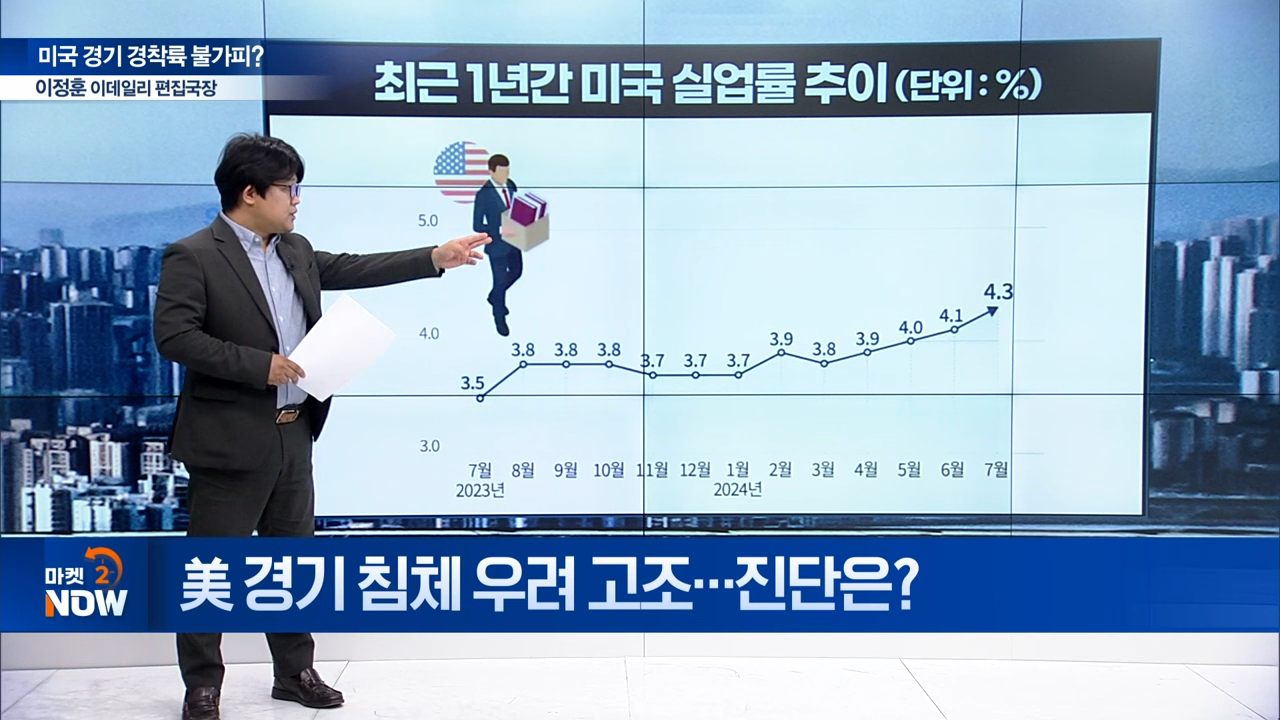 미국 경기 경착륙 불가피?
이정훈 이데일리 편집국장
최근 1년간 미국 실업률 추이 (단위 : %)
5.0
4.0
3.0
3.5 3.8 3.8 3.8 3.7 3.7 3.7 3.9 3.8 3.9 4.0 4.1 4.3
7월 8월 9월 10월 11월 12월 1월 2월 3월 4월 5월 6월 7월
2023년 2024년
마켓 2
NOW
美 경기 침체 우려 고조…진단은?